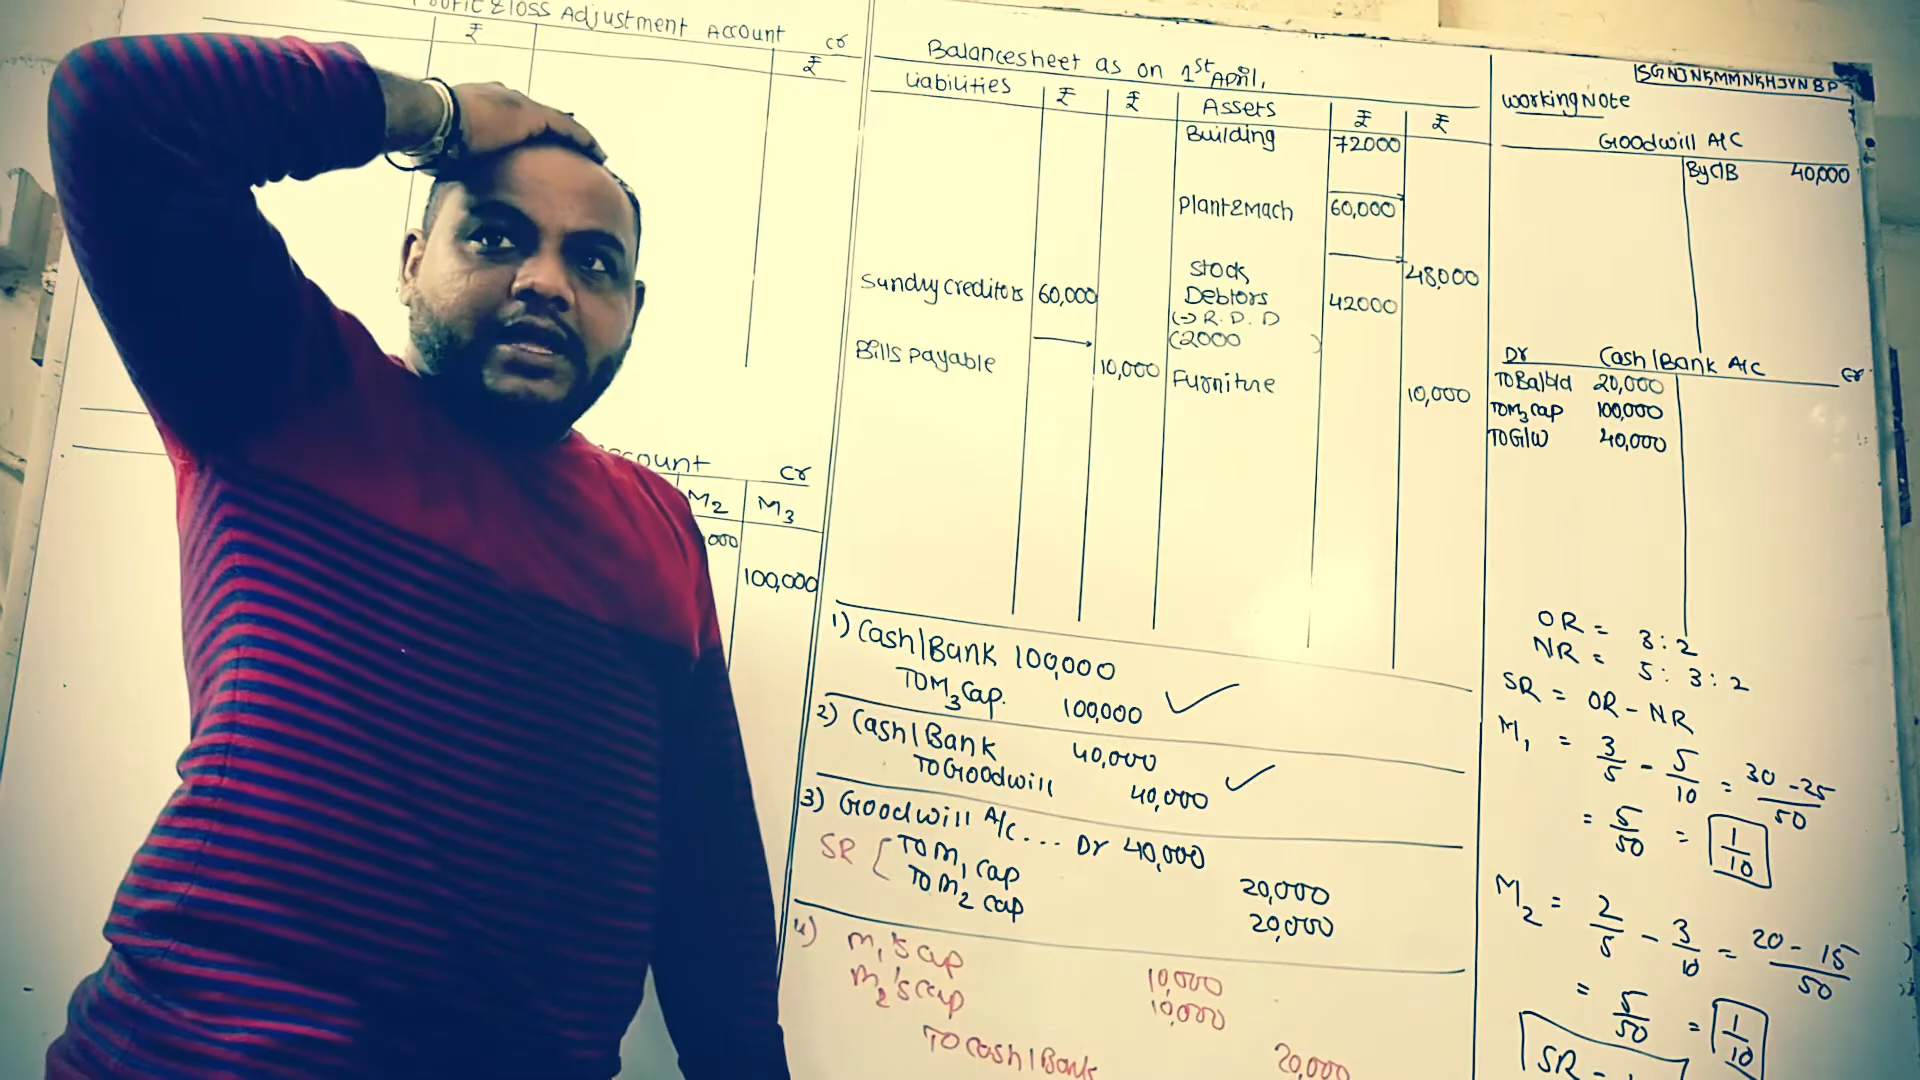 Profit & loss Adjustment Account cr
₹ ₹
Account cr
M2 M3
000
100,000
Balancesheet as on 1st April,
Liabilities ₹ ₹ Assets ₹ ₹
Building 72000
Plant & Mach 60,000
Stock 48,000
Sundry creditors 60,000 Debtors 42000
(-) R.D.D
(2000 )
Bills payable 10,000 Furniture 10,000
1) Cash/Bank 100,000
To M3 Cap. 100,000
2) Cash/Bank 40,000
To Goodwill 40,000
3) Goodwill A/c... Dr 40,000
SR [ To M1 cap 20,000
To M2 cap 20,000
4) M1's cap 10,000
M2's cap 10,000
To cash/Bank 20,000
Working Note
Goodwill A/C
By C/B 40,000
Dr Cash/Bank A/C cr
To Bal b/d 20,000
To M3 cap 100,000
To G/W 40,000
OR = 3:2
NR = 5:3:2
SR = OR - NR
M1 = 3/5 - 5/10 = 30-25/50
= 5/50 = 1/10
M2 = 2/5 - 3/10 = 20-15/50
= 5/50 = 1/10
SR =